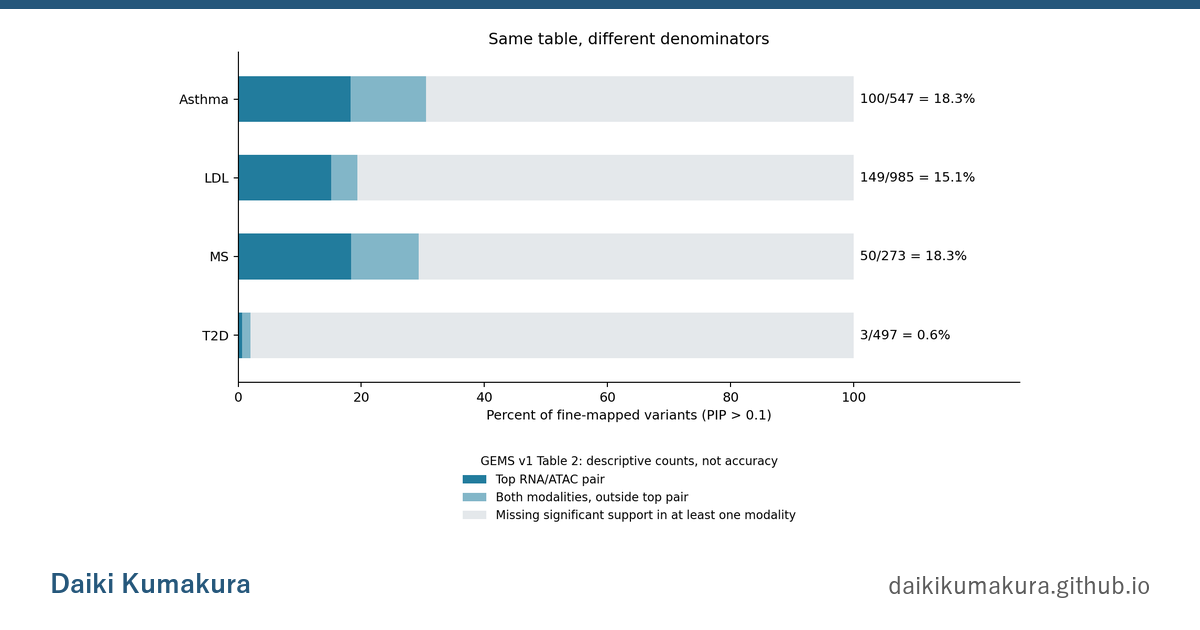 Same table, different denominators
Asthma
100/547 = 18.3%
LDL
149/985 = 15.1%
MS
50/273 = 18.3%
T2D
3/497 = 0.6%
0 20 40 60 80 100
Percent of fine-mapped variants (PIP > 0.1)
GEMS v1 Table 2: descriptive counts, not accuracy
Top RNA/ATAC pair
Both modalities, outside top pair
Missing significant support in at least one modality
Daiki Kumakura
daikikumakura.github.io